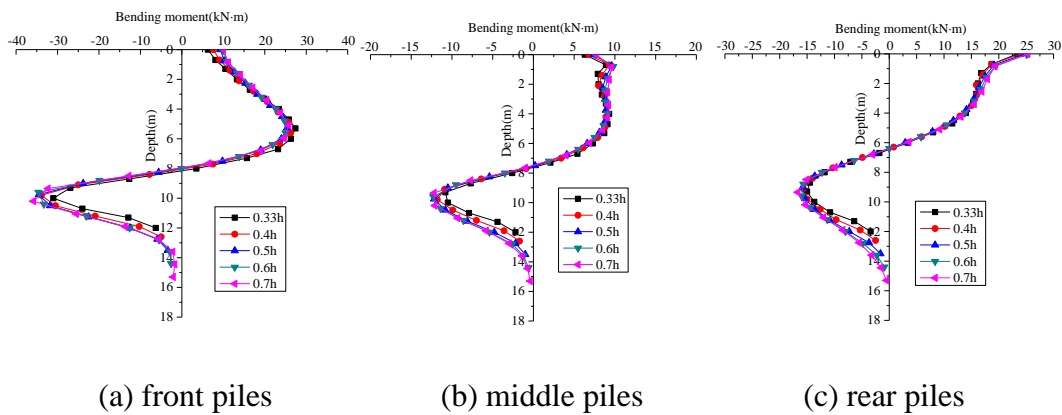 Bending moment(kN·m)
-40 -30 -20 -10 0 10 20 30 40
0
2
4
6
8
10
12
14
16
18
Depth(m)
0.33h
0.4h
0.5h
0.6h
0.7h
(a) front piles
Bending moment(kN·m)
-20 -15 -10 -5 0 5 10 15 20
0
2
4
6
8
10
12
14
16
18
Depth(m)
0.33h
0.4h
0.5h
0.6h
0.7h
(b) middle piles
Bending moment(kN·m)
-30 -25 -20 -15 -10 -5 0 5 10 15 20 25 30
0
2
4
6
8
10
12
14
16
18
Depth(m)
0.33h
0.4h
0.5h
0.6h
0.7h
(c) rear piles